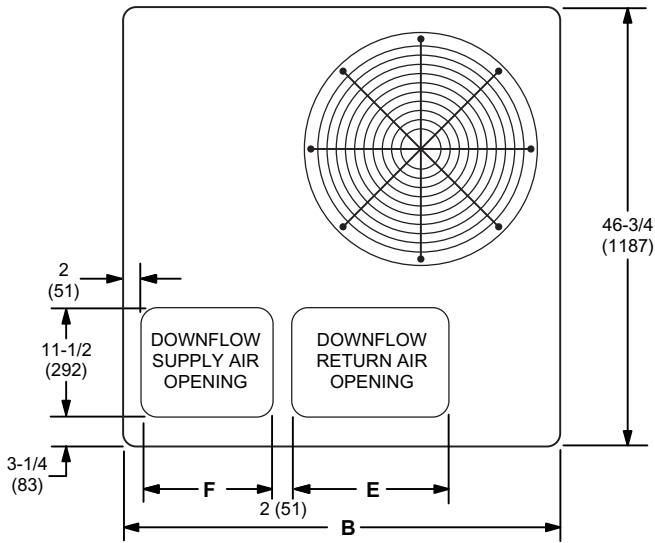 46-3/4
(1187)
2
(51)
11-1/2
(292)
DOWNFLOW
SUPPLY AIR
OPENING
DOWNFLOW
RETURN AIR
OPENING
3-1/4
(83)
F
2 (51)
E
B